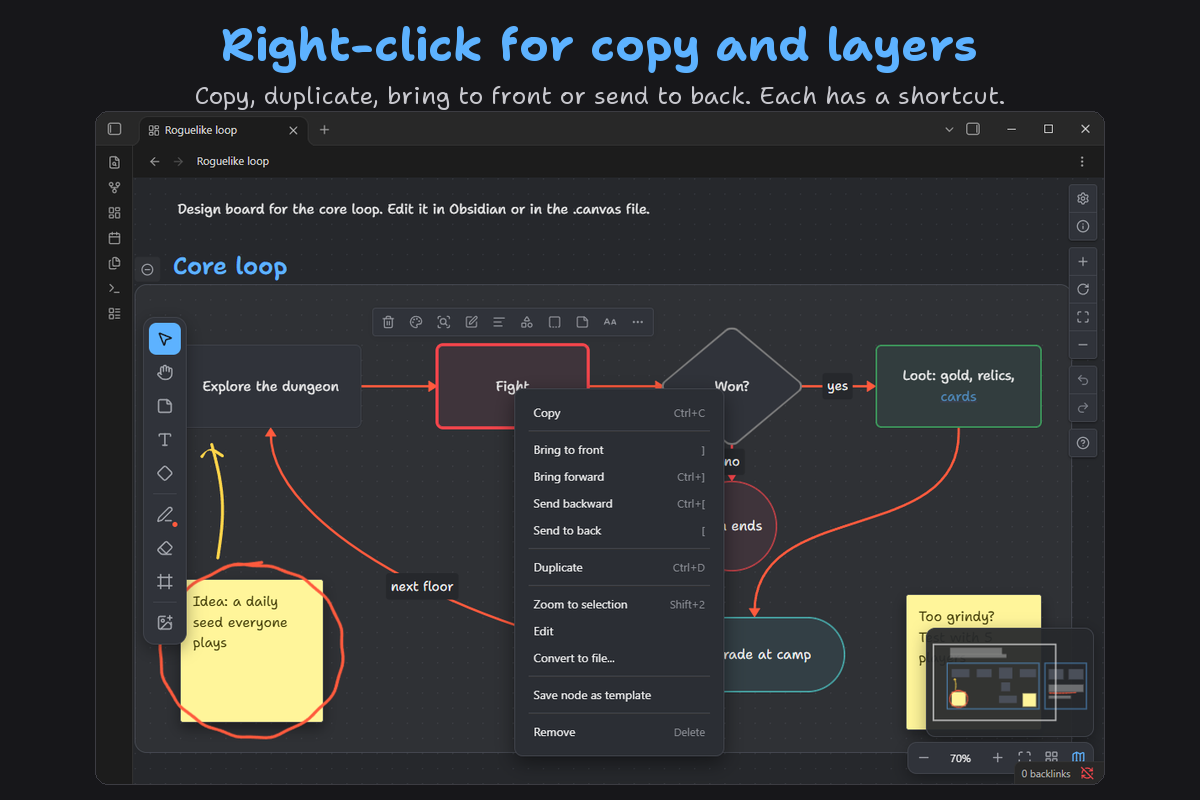 Right-click for copy and layers
Copy, duplicate, bring to front or send to back. Each has a shortcut.
Roguelike loop
Roguelike loop
Design board for the core loop. Edit it in Obsidian or in the .canvas file.
Core loop
Explore the dungeon
Fight
Won?
yes
Loot: gold, relics,
cards
AA
Copy Ctrl+C
Bring to front ]
Bring forward Ctrl+]
Send backward Ctrl+[
Send to back [
Duplicate Ctrl+D
Zoom to selection Shift+2
Edit
Convert to file...
Save node as template
Remove Delete
no
ends
next floor
at camp
Idea: a daily
seed everyone
plays
Too grindy?
70%
0 backlinks